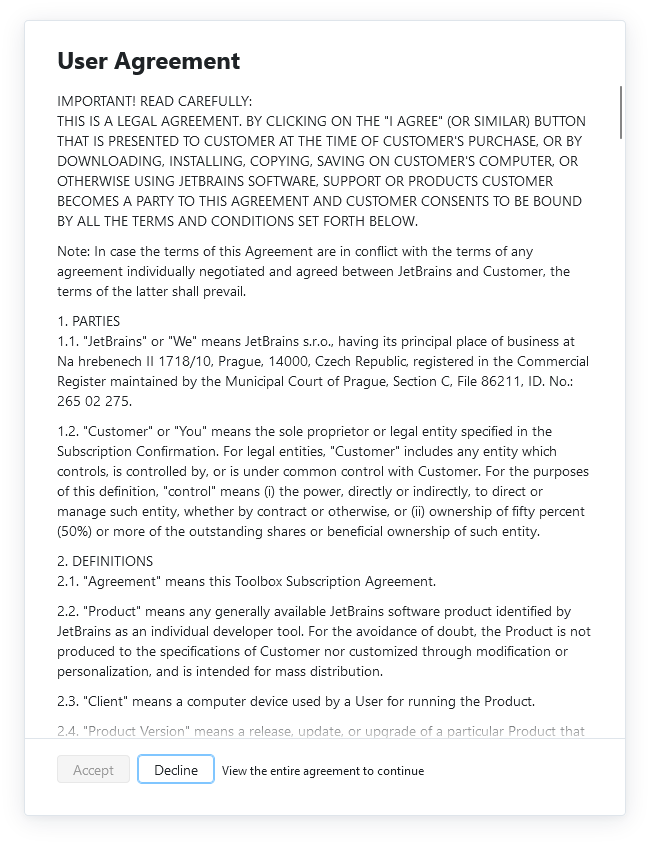 User Agreement
IMPORTANT! READ CAREFULLY:
THIS IS A LEGAL AGREEMENT. BY CLICKING ON THE "I AGREE" (OR SIMILAR) BUTTON
THAT IS PRESENTED TO CUSTOMER AT THE TIME OF CUSTOMER'S PURCHASE, OR BY
DOWNLOADING, INSTALLING, COPYING, SAVING ON CUSTOMER'S COMPUTER, OR
OTHERWISE USING JETBRAINS SOFTWARE, SUPPORT OR PRODUCTS CUSTOMER
BECOMES A PARTY TO THIS AGREEMENT AND CUSTOMER CONSENTS TO BE BOUND
BY ALL THE TERMS AND CONDITIONS SET FORTH BELOW.
Note: In case the terms of this Agreement are in conflict with the terms of any
agreement individually negotiated and agreed between JetBrains and Customer, the
terms of the latter shall prevail.
1. PARTIES
1.1. "JetBrains" or "We" means JetBrains s.r.o., having its principal place of business at
Na hrebenech II 1718/10, Prague, 14000, Czech Republic, registered in the Commercial
Register maintained by the Municipal Court of Prague, Section C, File 86211, ID. No.:
265 02 275.
1.2. "Customer" or "You" means the sole proprietor or legal entity specified in the
Subscription Confirmation. For legal entities, "Customer" includes any entity which
controls, is controlled by, or is under common control with Customer. For the purposes
of this definition, "control" means (i) the power, directly or indirectly, to direct or
manage such entity, whether by contract or otherwise, or (ii) ownership of fifty percent
(50%) or more of the outstanding shares or beneficial ownership of such entity.
2. DEFINITIONS
2.1. "Agreement" means this Toolbox Subscription Agreement.
2.2. "Product" means any generally available JetBrains software product identified by
JetBrains as an individual developer tool. For the avoidance of doubt, the Product is not
produced to the specifications of Customer nor customized through modification or
personalization, and is intended for mass distribution.
2.3. "Client" means a computer device used by a User for running the Product.
2.4. "Product Version" means a release, update, or upgrade of a particular Product that
Accept
Decline
View the entire agreement to continue